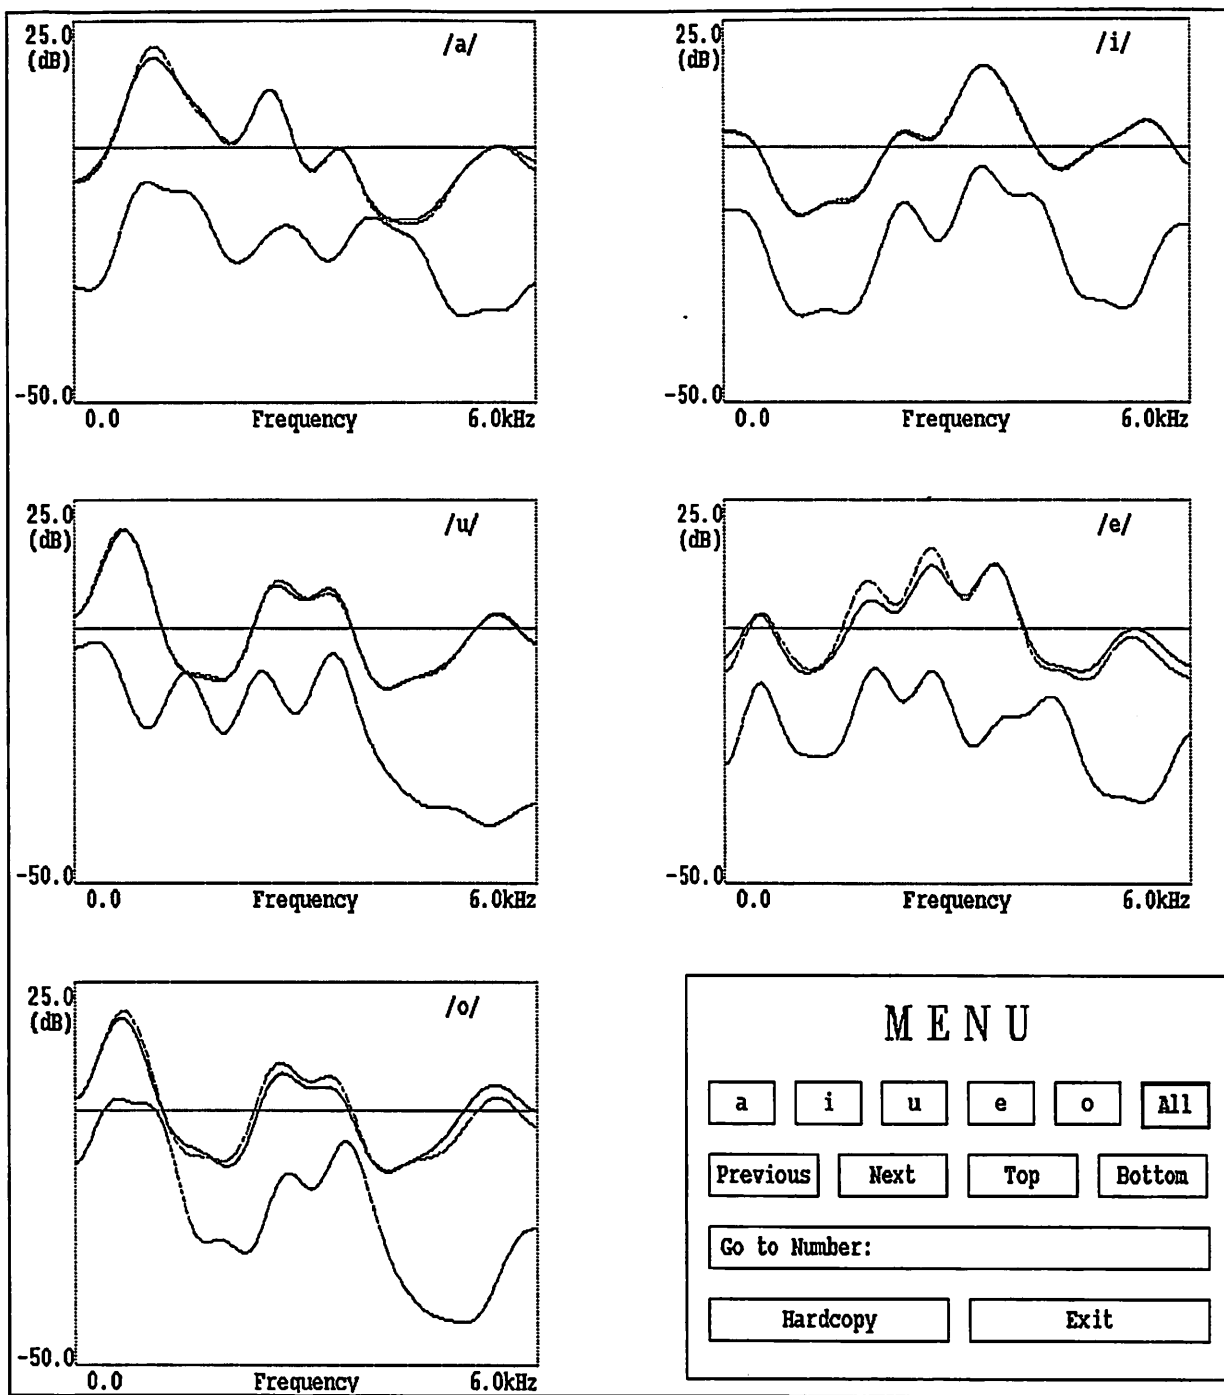 25.0
(dB)
/a/
-50.0
0.0 Frequency 6.0kHz
25.0
(dB)
/i/
-50.0
0.0 Frequency 6.0kHz
25.0
(dB)
/u/
-50.0
0.0 Frequency 6.0kHz
25.0
(dB)
/e/
-50.0
0.0 Frequency 6.0kHz
25.0
(dB)
/o/
-50.0
0.0 Frequency 6.0kHz
MENU
a i u e o All
Previous Next Top Bottom
Go to Number:
Hardcopy Exit